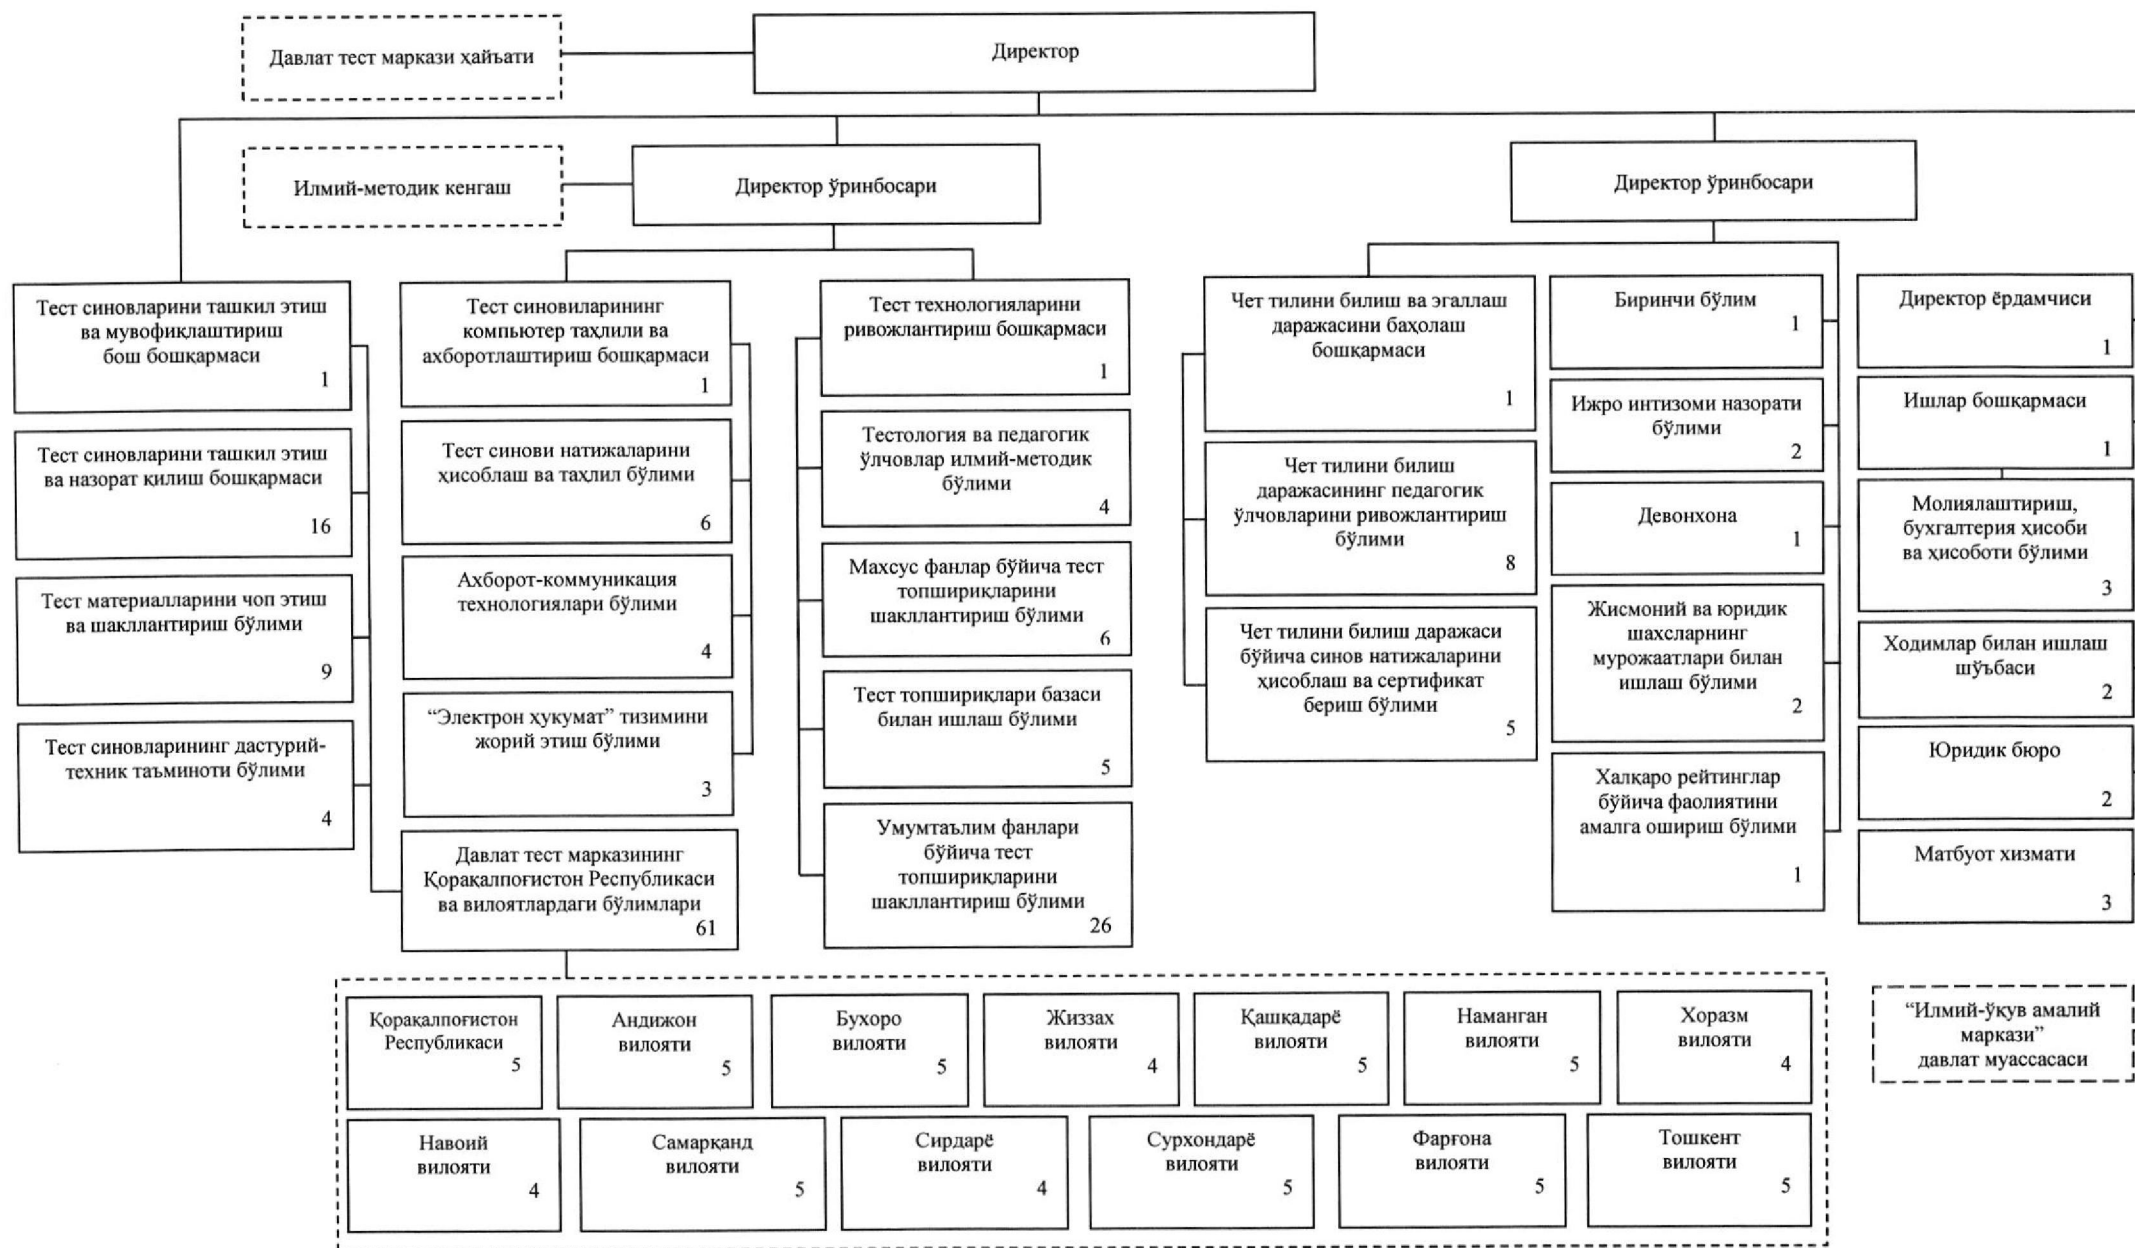 Давлат тест маркази ҳайъати
Директор
Илмий-методик кенгаш
Директор ўринбосари
Директор ўринбосари
Тест синовларини ташкил этиш
ва мувофиқлаштириш
бош бошқармаси
1
Тест синовларини ташкил этиш
ва назорат қилиш бошқармаси
16
Тест материалларини чоп этиш
ва шакллантириш бўлими
9
Тест синовларининг дастурий-
техник таъминоти бўлими
4
Тест синовиларининг
компьютер таҳлили ва
ахборотлаштириш бошқармаси
1
Тест синови натижаларини
ҳисоблаш ва таҳлил бўлими
6
Ахборот-коммуникация
технологиялари бўлими
4
“Электрон ҳукумат” тизимини
жорий этиш бўлими
3
Давлат тест марказининг
Қорақалпоғистон Республикаси
ва вилоятлардаги бўлимлари
61
Тест технологияларини
ривожлантириш бошқармаси
1
Тестология ва педагогик
ўлчовлар илмий-методик
бўлими
4
Махсус фанлар бўйича тест
топшириқларини
шакллантириш бўлими
6
Тест топшириқлари базаси
билан ишлаш бўлими
5
Умумтаълим фанлари
бўйича тест
топшириқларини
шакллантириш бўлими
26
Чет тилини билиш ва эгаллаш
даражасини баҳолаш
бошқармаси
1
Чет тилини билиш
даражасининг педагогик
ўлчовларини ривожлантириш
бўлими
8
Чет тилини билиш даражаси
бўйича синов натижаларини
ҳисоблаш ва сертификат
бериш бўлими
5
Биринчи бўлим
1
Ижро интизоми назорати
бўлими
2
Девонхона
1
Жисмоний ва юридик
шахсларнинг
мурожаатлари билан
ишлаш бўлими
2
Халқаро рейтинглар
бўйича фаолиятини
амалга ошириш бўлими
1
Директор ёрдамчиси
1
Ишлар бошқармаси
1
Молиялаштириш,
бухгалтерия ҳисоби
ва ҳисоботи бўлими
3
Ходимлар билан ишлаш
шўъбаси
2
Юридик бюро
2
Матбуот хизмати
3
Қорақалпоғистон
Республикаси
5
Андижон
вилояти
5
Бухоро
вилояти
5
Жиззах
вилояти
4
Қашқадарё
вилояти
5
Наманган
вилояти
5
Хоразм
вилояти
4
“Илмий-ўқув амалий
маркази”
давлат муассасаси
Навоий
вилояти
4
Самарқанд
вилояти
5
Сирдарё
вилояти
4
Сурхондарё
вилояти
5
Фарғона
вилояти
5
Тошкент
вилояти
5